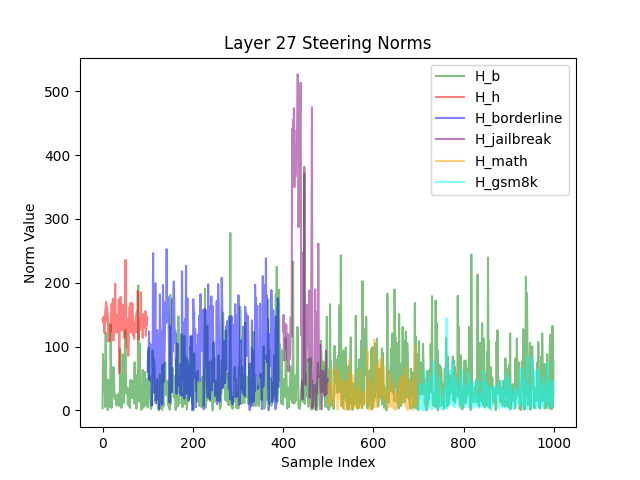 Layer 27 Steering Norms
Norm Value
500
400
300
200
100
0
H_b
H_h
H_borderline
H_jailbreak
H_math
H_gsm8k
0
200
400
600
800
1000
Sample Index